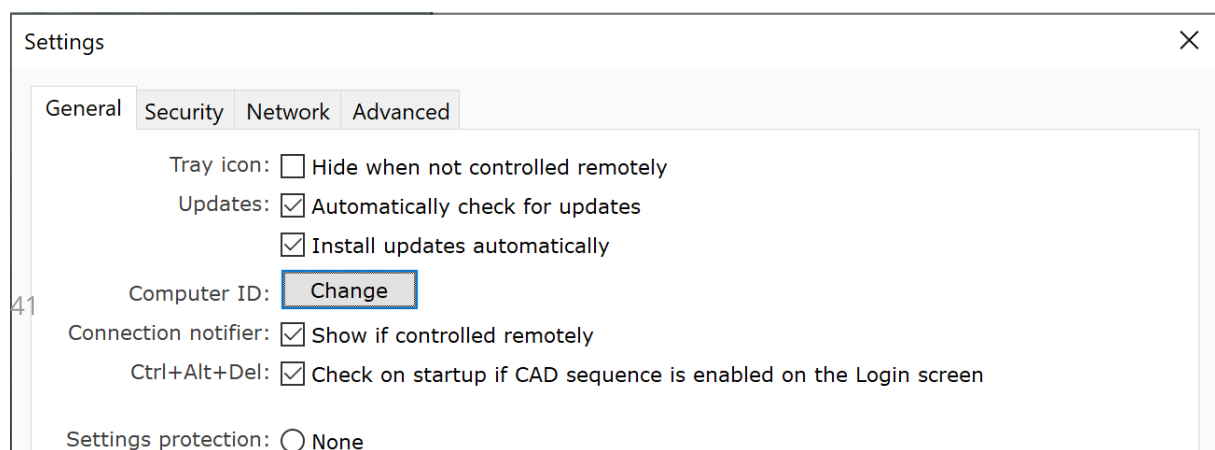 Settings
General Security Network Advanced
Tray icon: Hide when not controlled remotely
Updates: Automatically check for updates
Install updates automatically
Computer ID: Change
41
Connection notifier: Show if controlled remotely
Ctrl+Alt+Del: Check on startup if CAD sequence is enabled on the Login screen
Settings protection: None